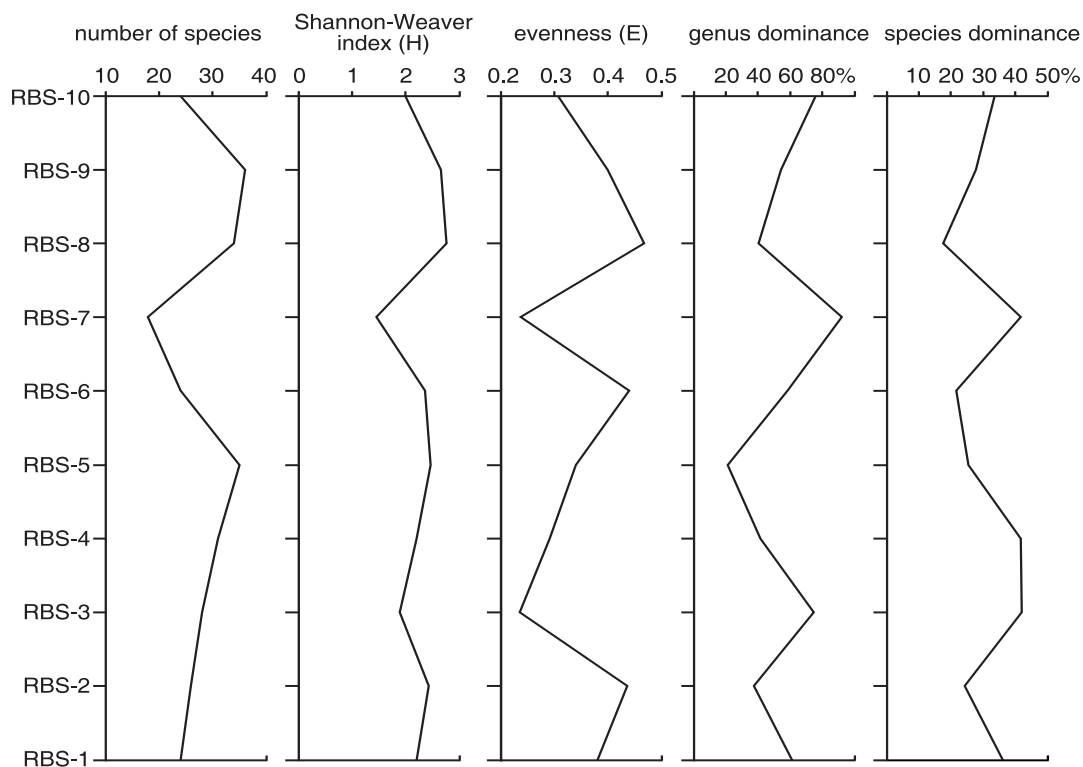 number of species
Shannon-Weaver
index (H)
evenness (E)
genus dominance
species dominance
10 20 30 40
0 1 2 3
0.2 0.3 0.4 0.5
20 40 60 80%
10 20 30 40 50%
RBS-10
RBS-9
RBS-8
RBS-7
RBS-6
RBS-5
RBS-4
RBS-3
RBS-2
RBS-1